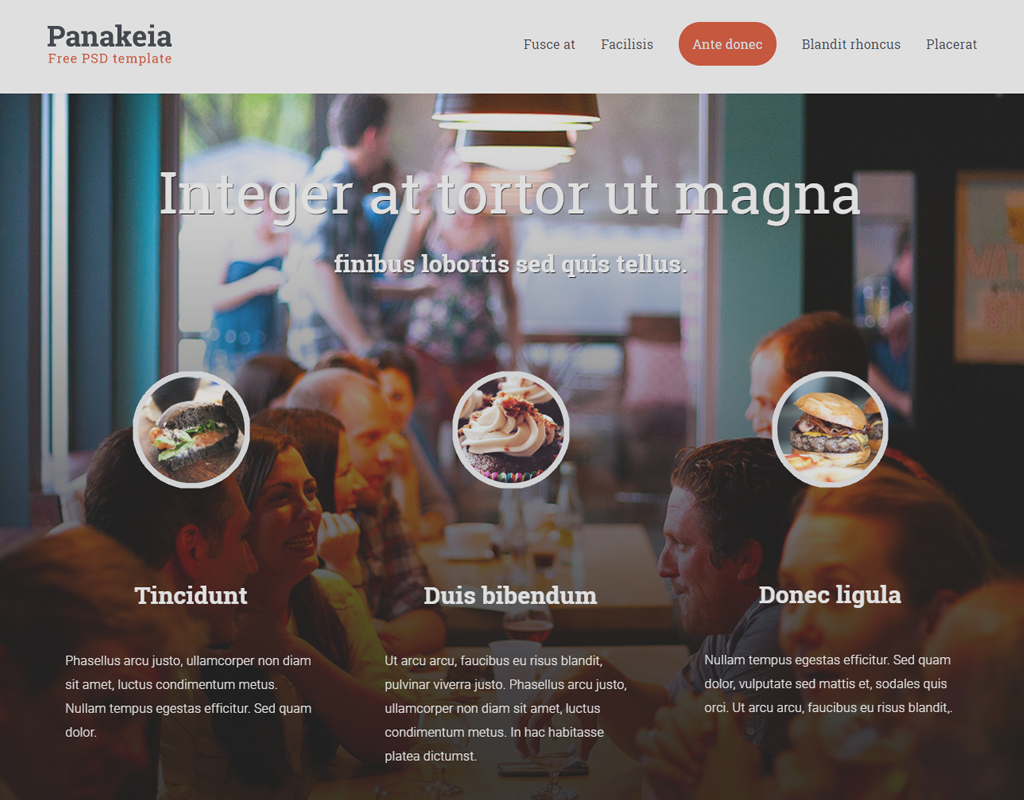 Panakeia
Free PSD template
Fusce at
Facilisis
Ante donec
Blandit rhoncus
Placerat
Integer at tortor ut magna
finibus lobortis sed quis tellus.
Tincidunt
Phasellus arcu justo, ullamcorper non diam
sit amet, luctus condimentum metus.
Nullam tempus egestas efficitur. Sed quam
dolor.
Duis bibendum
Ut arcu arcu, faucibus eu risus blandit,
pulvinar viverra justo. Phasellus arcu justo,
ullamcorper non diam sit amet, luctus
condimentum metus. In hac habitasse
platea dictumst.
Donec ligula
Nullam tempus egestas efficitur. Sed quam
dolor, vulputate sed mattis et, sodales quis
orci. Ut arcu arcu, faucibus eu risus blandit,.